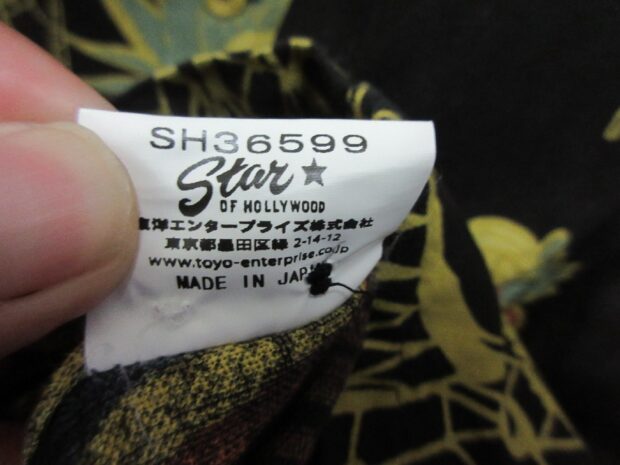 SH36599
Star
OF HOLLYWOOD
東洋エンタープライズ株式会社
東京都墨田区緑 2-14-12
www.toyo-enterprise.co.jp
MADE IN JAPAN